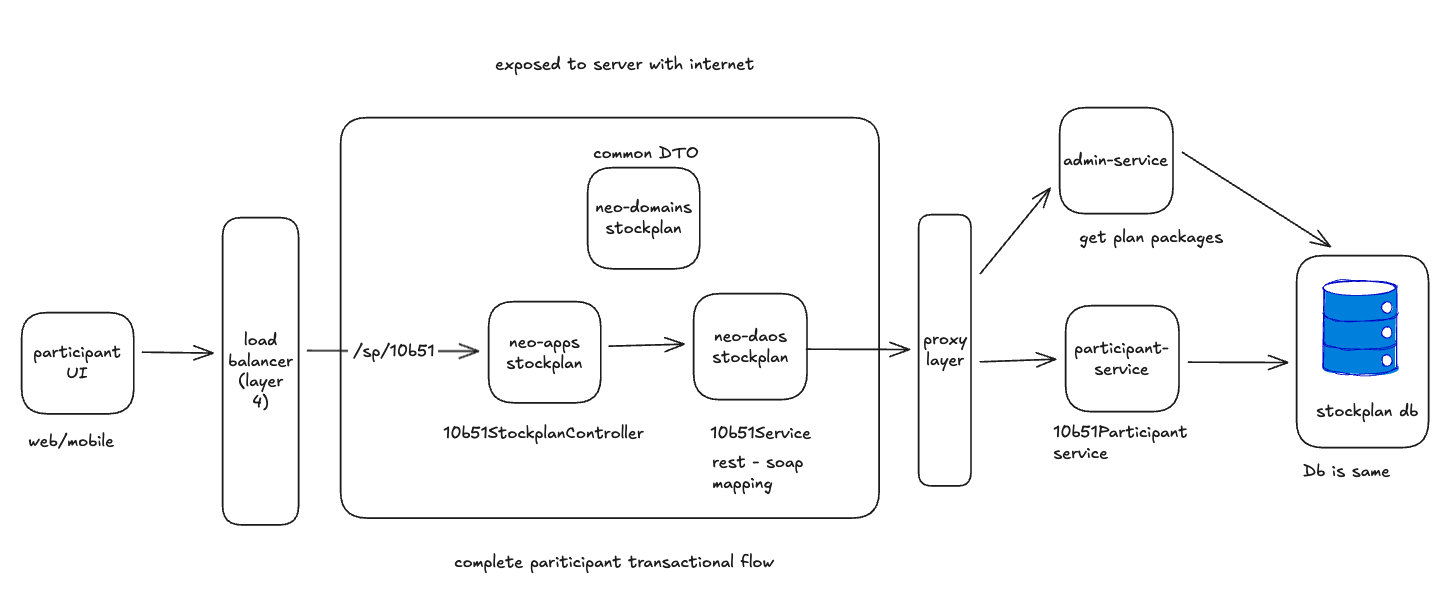 exposed to server with internet
common DTO
neo-domains
stockplan
participant
UI
web/mobile
load
balancer
(layer
4)
/sp/10b51
neo-apps
stockplan
10b51StockplanController
neo-daos
stockplan
10b51Service
rest - soap
mapping
proxy
layer
admin-service
get plan packages
participant-
service
10b51Participant
service
stockplan db
Db is same
complete pariticipant transactional flow